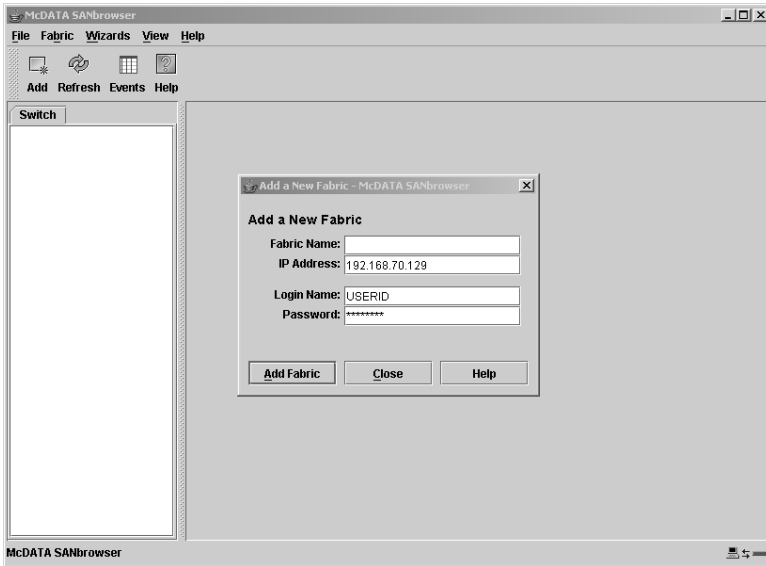 McDATA SANbrowser
File Fabric Wizards View Help
Add Refresh Events Help
Switch
Add a New Fabric - McDATA SANbrowser
Add a New Fabric
Fabric Name:
IP Address: 192.168.70.129
Login Name: USERID
Password: ********
Add Fabric Close Help
McDATA SANbrowser